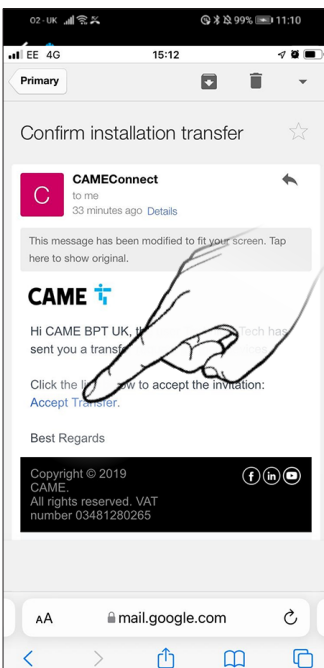 O2 - UK 99% 11:10
EE 4G 15:12
Primary
Confirm installation transfer
C
CAMEConnect
to me
33 minutes ago Details
This message has been modified to fit your screen. Tap
here to show original.
CAME
Hi CAME BPT UK, Tech has
sent you a
Click the to accept the invitation:
Accept Transfer.
Best Regards
Copyright © 2019
CAME.
All rights reserved. VAT
number 03481280265
f in
AA mail.google.com